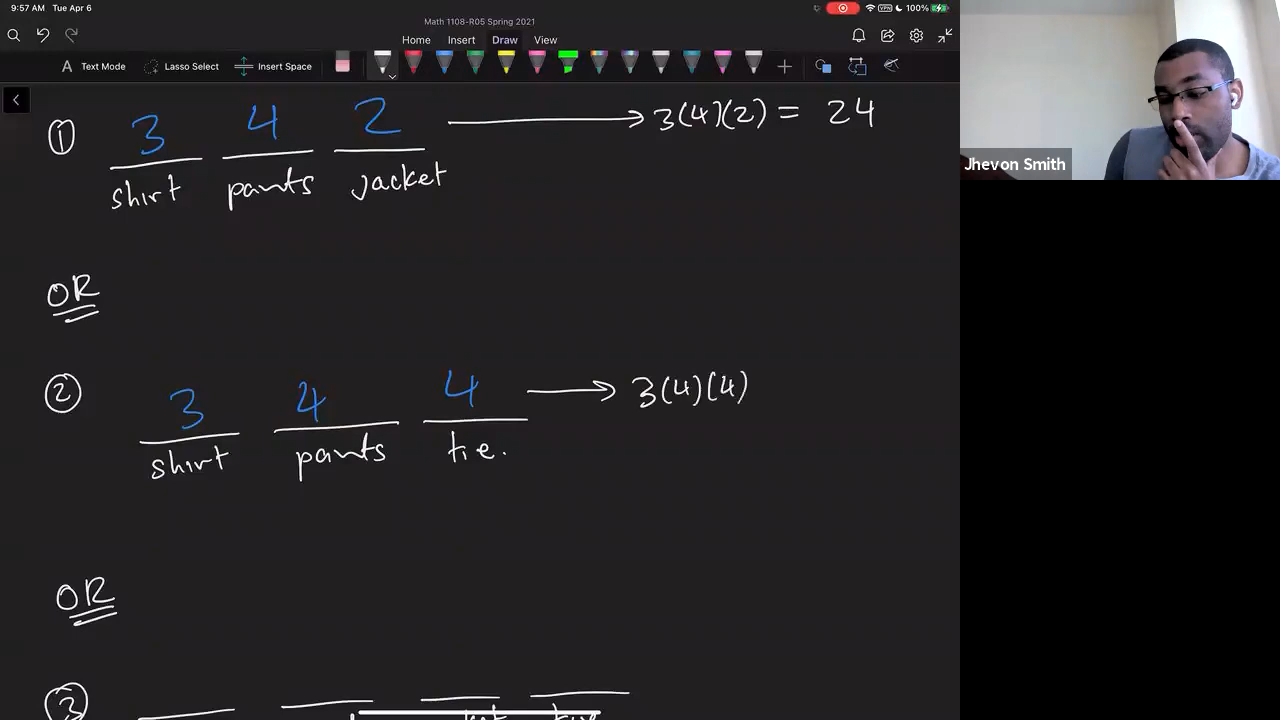 9:57 AM Tue Apr 6
100%
Math 1108-R05 Spring 2021
Home Insert Draw View
Text Mode Lasso Select Insert Space
① 3 4 2 → 3(4)(2) = 24
shirt pants jacket
OR
② 3 4 4 → 3(4)(4)
shirt pants tie.
OR
③
Jhevon Smith